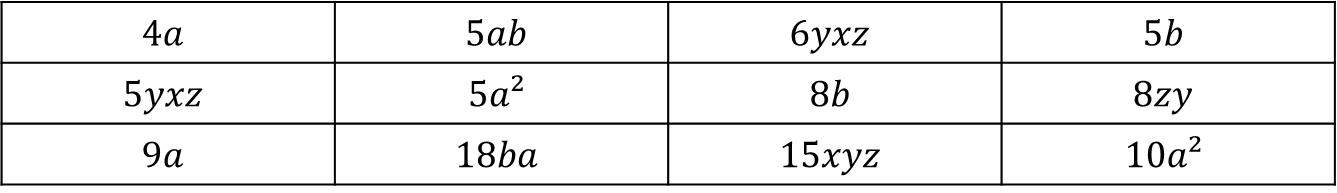 4a 5ab 6yxz 5b
5yxz 5a² 8b 8zy
9a 18ba 15xyz 10a²